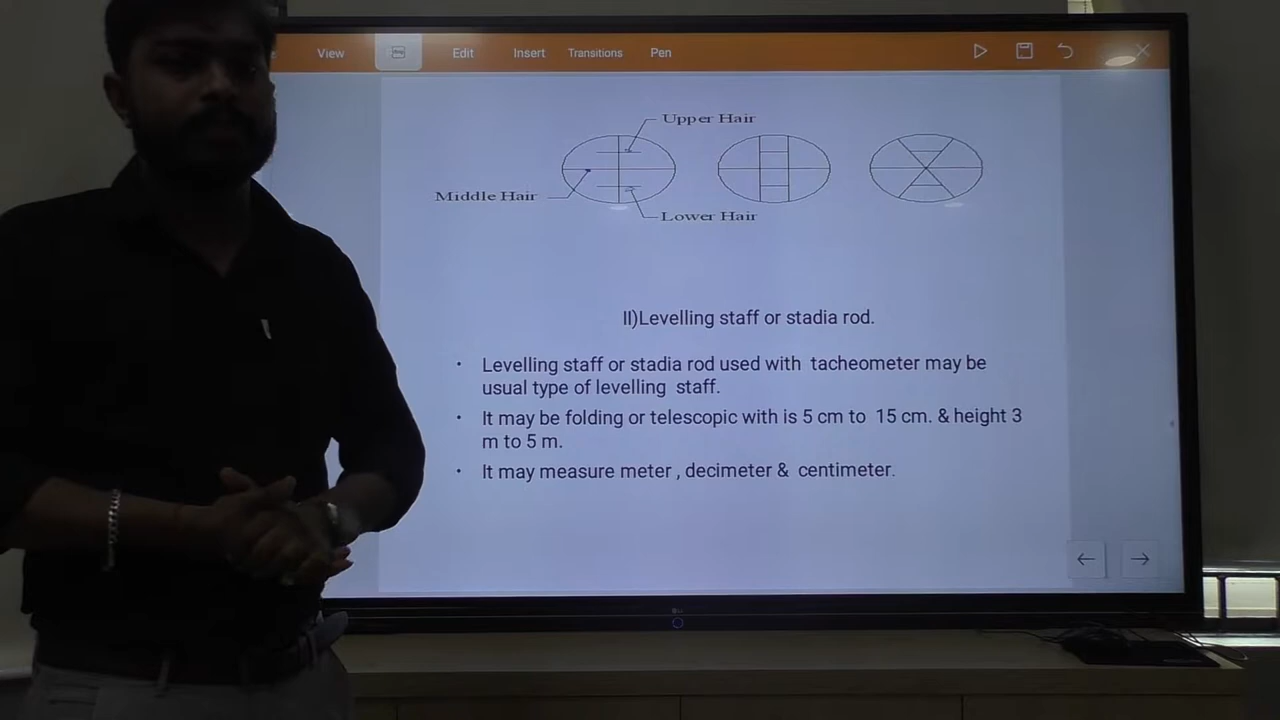 View Edit Insert Transitions Pen
Upper Hair
Middle Hair
Lower Hair
II)Levelling staff or stadia rod.
• Levelling staff or stadia rod used with tacheometer may be
usual type of levelling staff.
• It may be folding or telescopic with is 5 cm to 15 cm. & height 3
m to 5 m.
• It may measure meter , decimeter & centimeter.